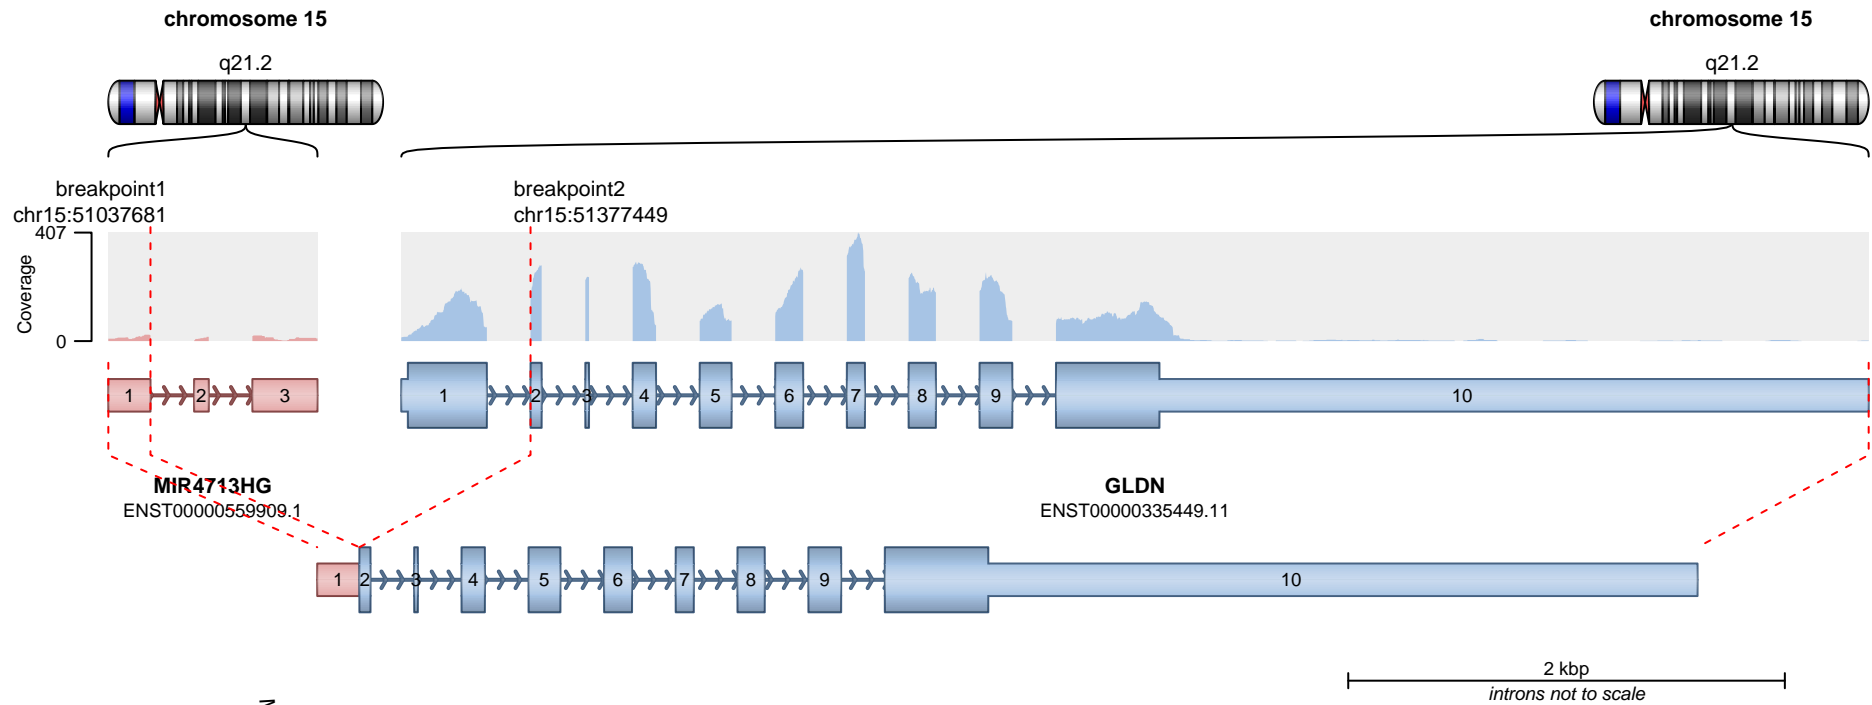 chromosome 15
chromosome 15
q21.2
q21.2
breakpoint1
chr15:51037681
breakpoint2
chr15:51377449
407
Coverage
0
1 2 3
1 2 3 4 5 6 7 8 9 10
MIR4713HG
ENST00000559909.1
GLDN
ENST00000335449.11
1 2 3 4 5 6 7 8 9 10
2 kbp
introns not to scale